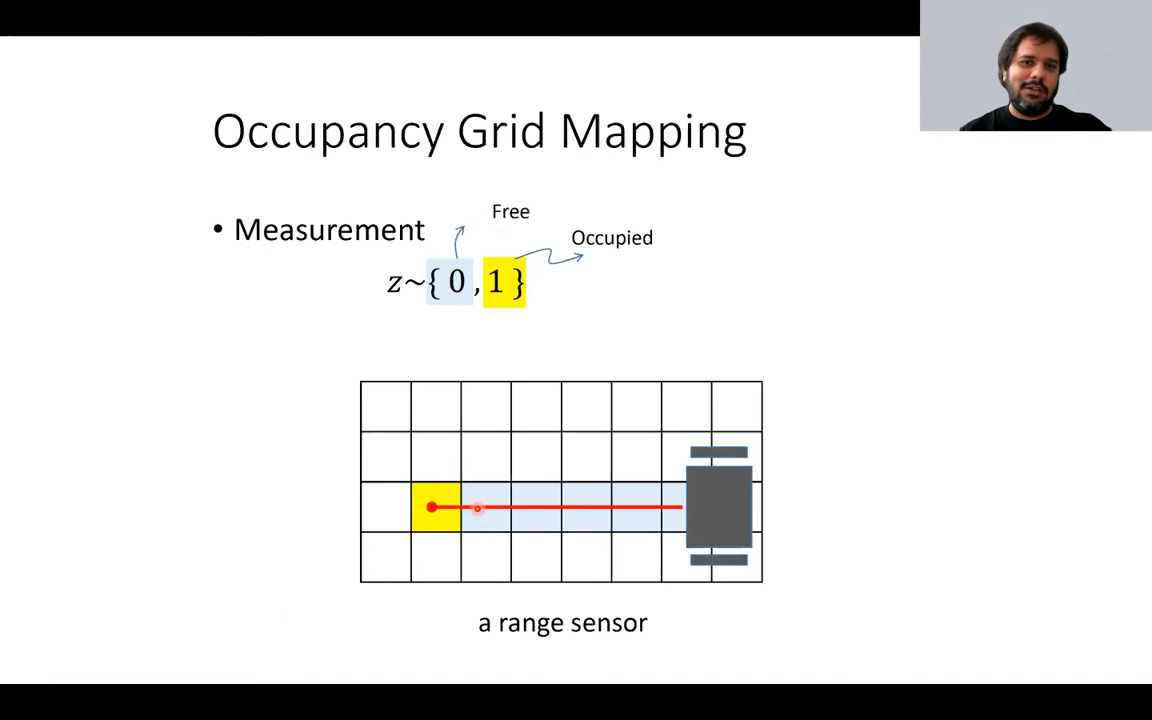 Occupancy Grid Mapping
• Measurement
Free
Occupied
z~{ 0 , 1 }
a range sensor